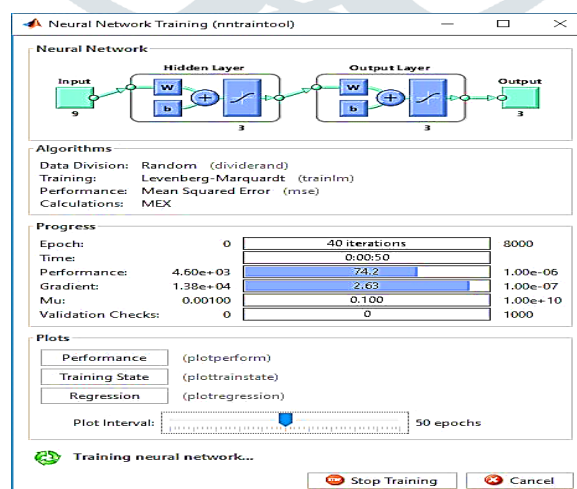 Neural Network Training (nntraintool)
Neural Network
Hidden Layer
Output Layer
Input
Output
W
b
W
b
9
3
3
3
Algorithms
Data Division: Random (dividerand)
Training: Levenberg-Marquardt (trainlm)
Performance: Mean Squared Error (mse)
Calculations: MEX
Progress
Epoch: 0 40 iterations 8000
Time: 0:00:50
Performance: 4.60e+03 74.2 1.00e-06
Gradient: 1.38e+04 2.63 1.00e-07
Mu: 0.00100 0.100 1.00e+10
Validation Checks: 0 0 1000
Plots
Performance (plotperform)
Training State (plottrainstate)
Regression (plotregression)
Plot Interval: 50 epochs
Training neural network...
Stop Training Cancel